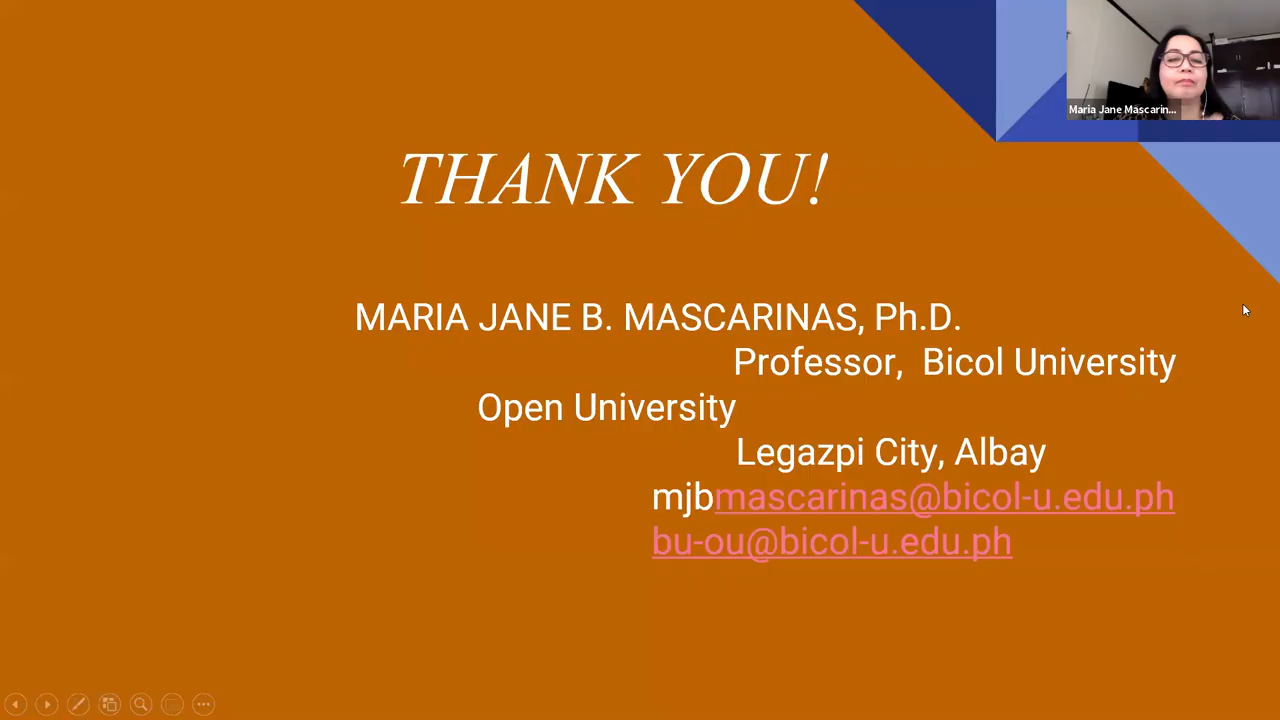 Maria Jane Mascarin...
THANK YOU!
MARIA JANE B. MASCARINAS, Ph.D.
Professor,  Bicol University
Open University
Legazpi City, Albay
mjbmascarinas@bicol-u.edu.ph
bu-ou@bicol-u.edu.ph